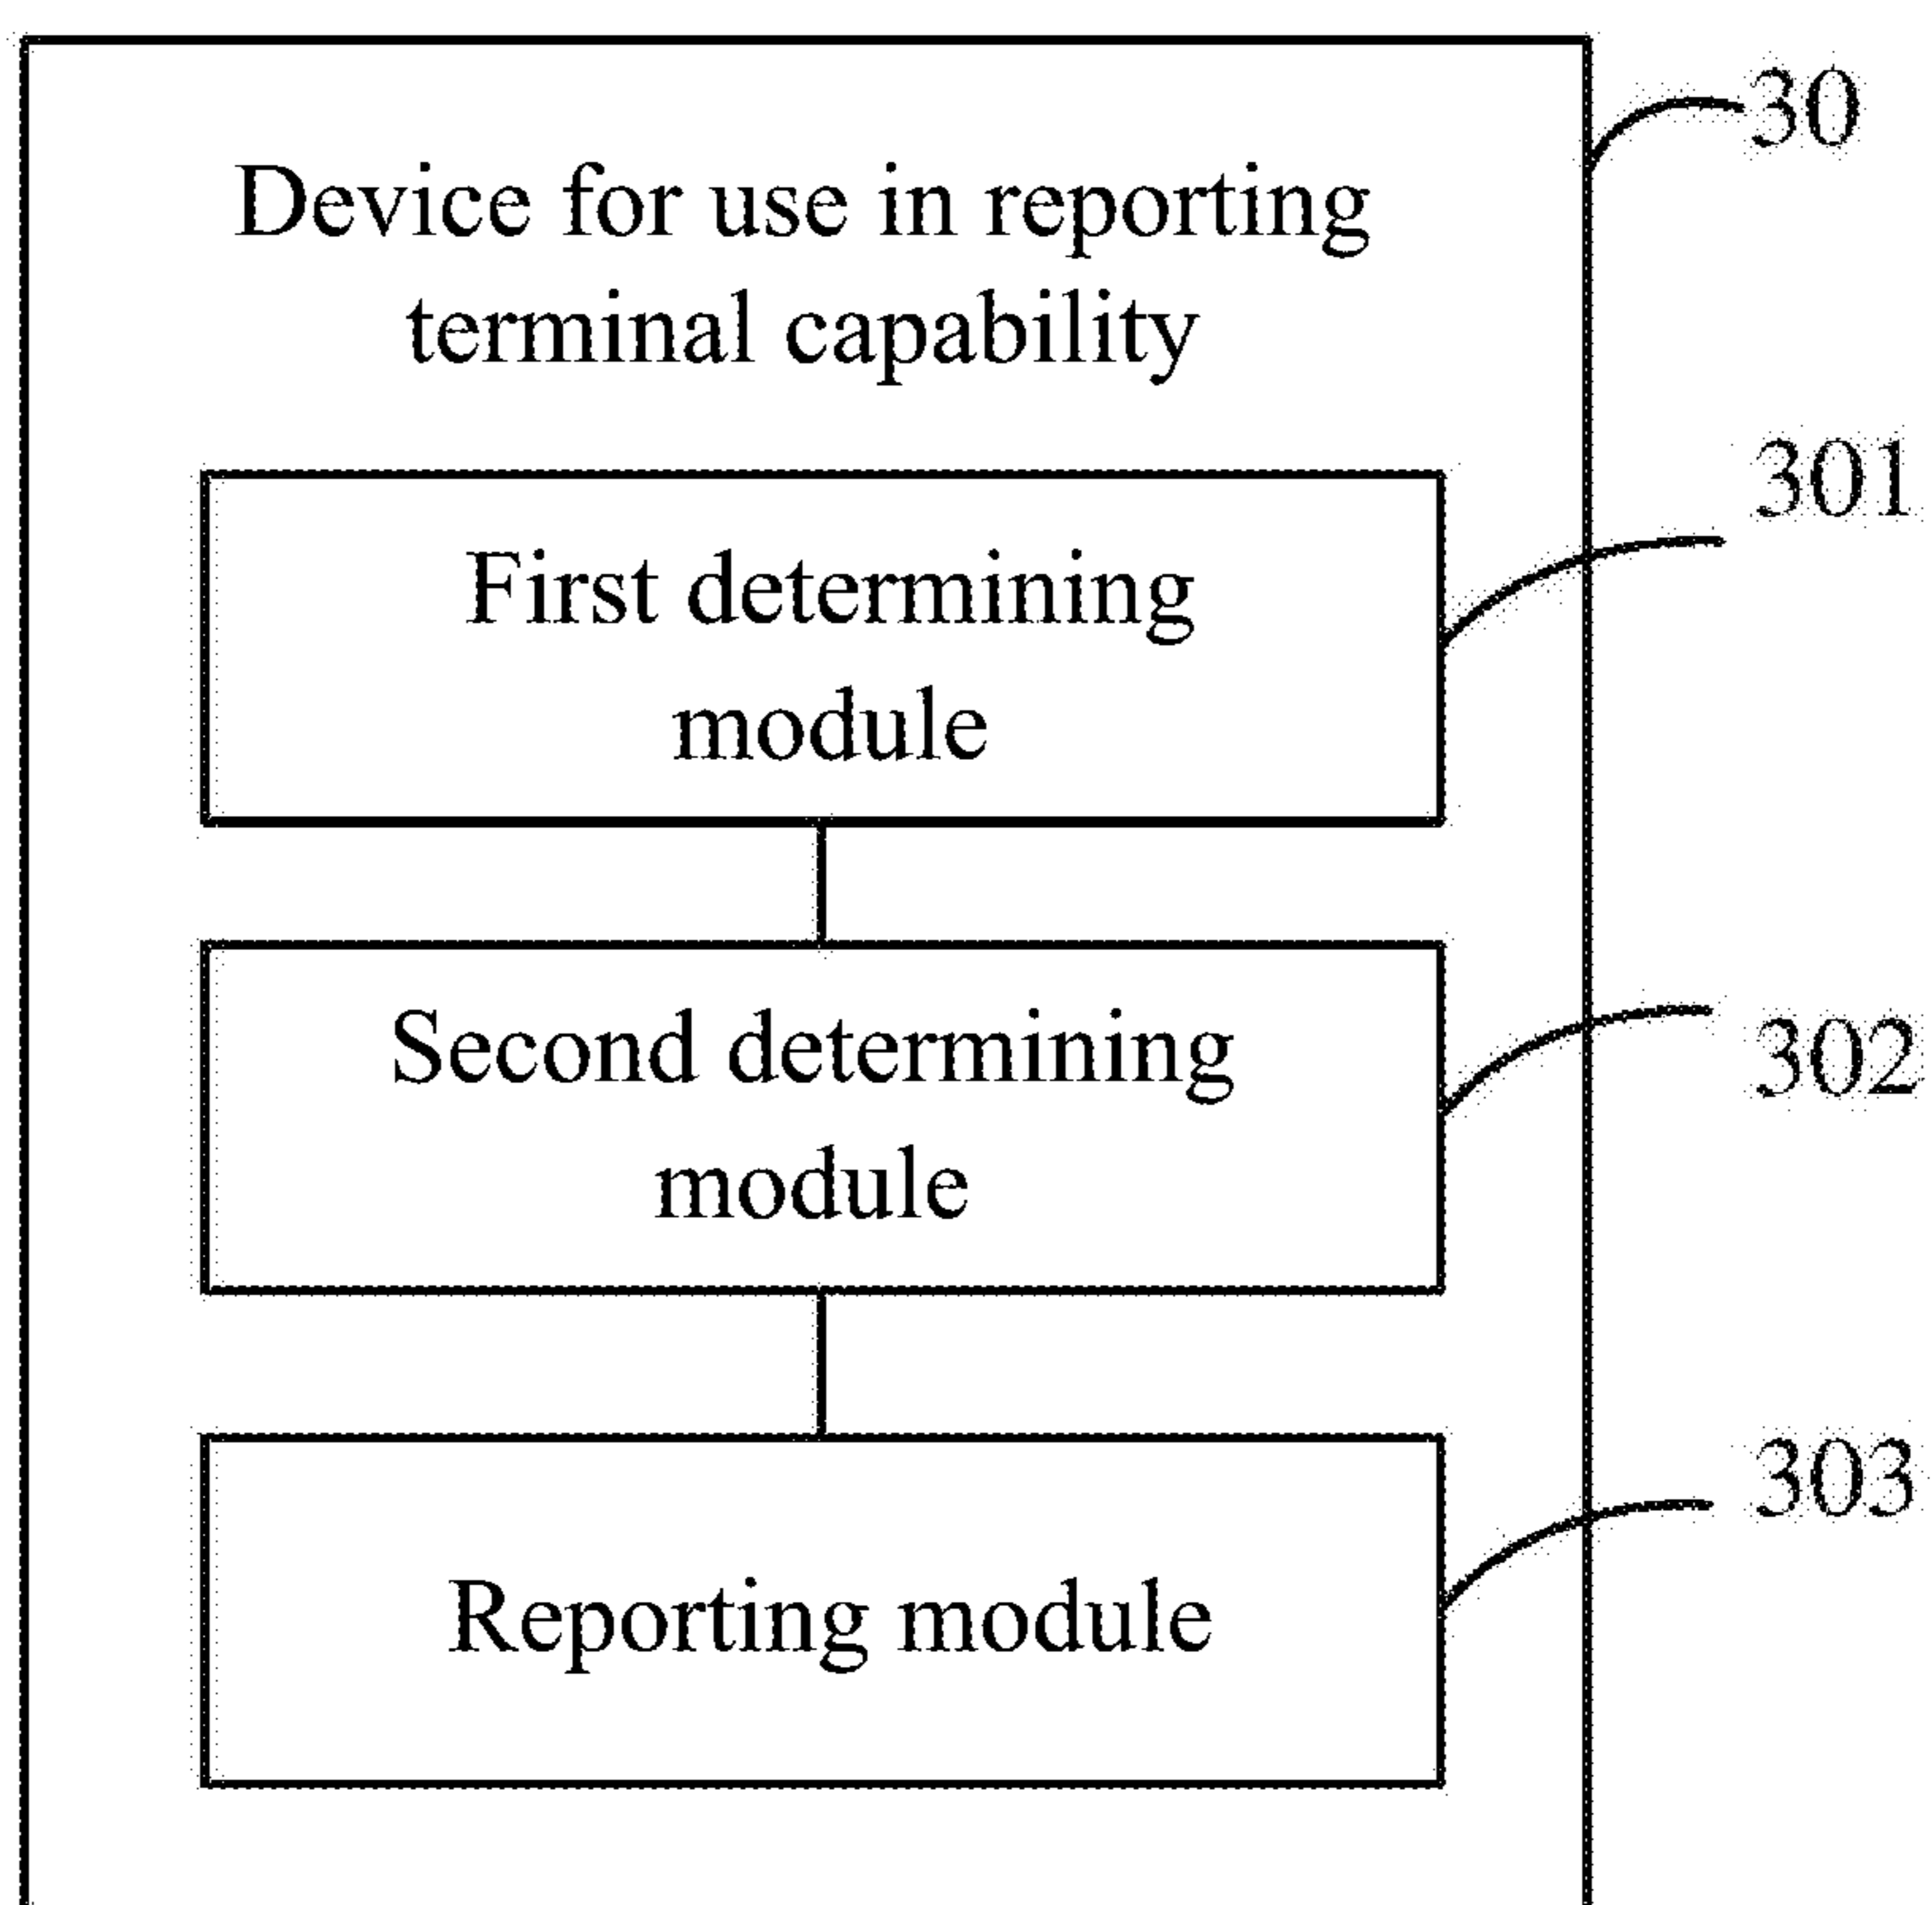 30
Device for use in reporting
terminal capability
301
First determining
module
302
Second determining
module
303
Reporting module